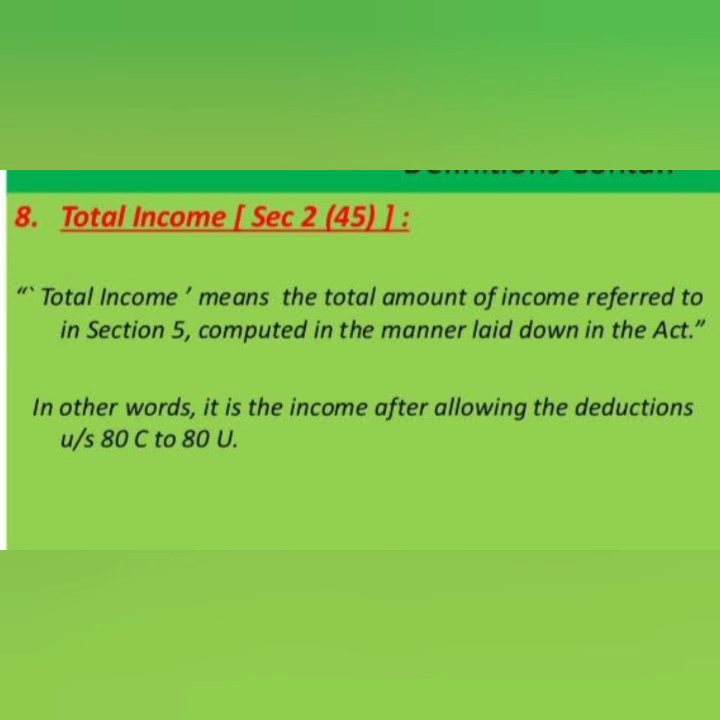 8. Total Income [ Sec 2 (45) ] :
“` Total Income ’ means the total amount of income referred to
in Section 5, computed in the manner laid down in the Act.”
In other words, it is the income after allowing the deductions
u/s 80 C to 80 U.